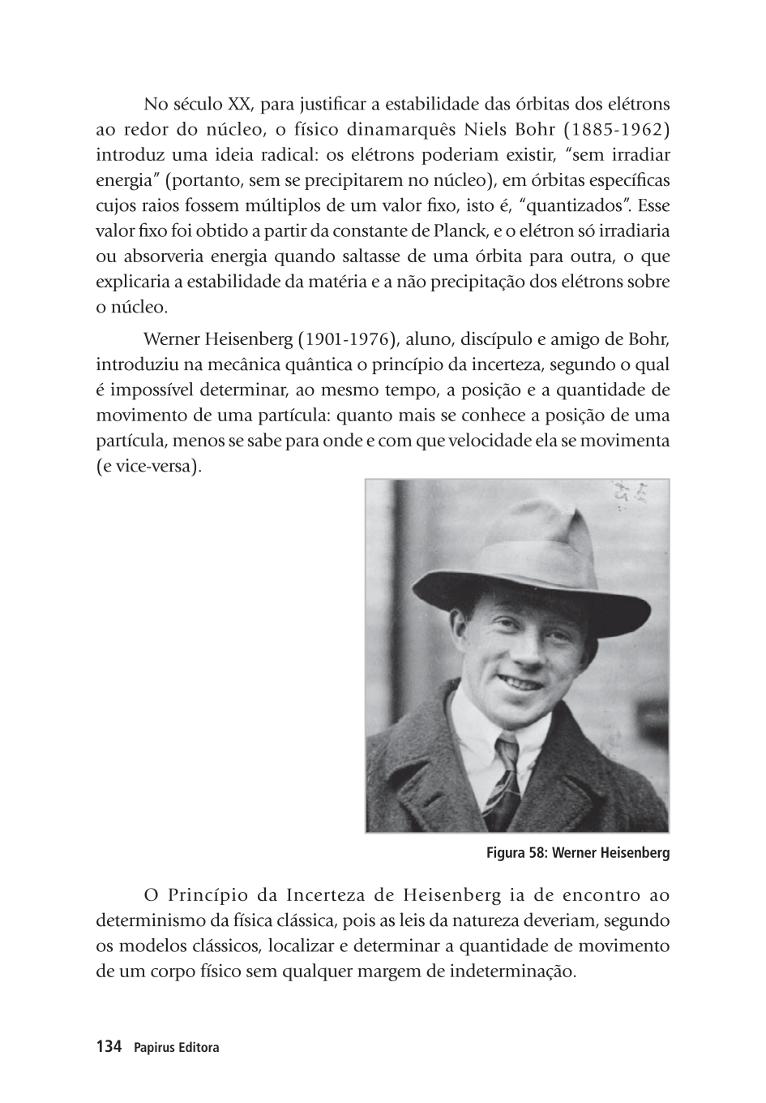 No século XX, para justificar a estabilidade das órbitas dos elétrons
ao redor do núcleo, o físico dinamarquês Niels Bohr (1885-1962)
introduz uma ideia radical: os elétrons poderiam existir, “sem irradiar
energia” (portanto, sem se precipitarem no núcleo), em órbitas específicas
cujos raios fossem múltiplos de um valor fixo, isto é, “quantizados”. Esse
valor fixo foi obtido a partir da constante de Planck, e o elétron só irradiaria
ou absorveria energia quando saltasse de uma órbita para outra, o que
explicaria a estabilidade da matéria e a não precipitação dos elétrons sobre
o núcleo.
Werner Heisenberg (1901-1976), aluno, discípulo e amigo de Bohr,
introduziu na mecânica quântica o princípio da incerteza, segundo o qual
é impossível determinar, ao mesmo tempo, a posição e a quantidade de
movimento de uma partícula: quanto mais se conhece a posição de uma
partícula, menos se sabe para onde e com que velocidade ela se movimenta
(e vice-versa).
Figura 58: Werner Heisenberg
O Princípio da Incerteza de Heisenberg ia de encontro ao
determinismo da física clássica, pois as leis da natureza deveriam, segundo
os modelos clássicos, localizar e determinar a quantidade de movimento
de um corpo físico sem qualquer margem de indeterminação.
134 Papirus Editora